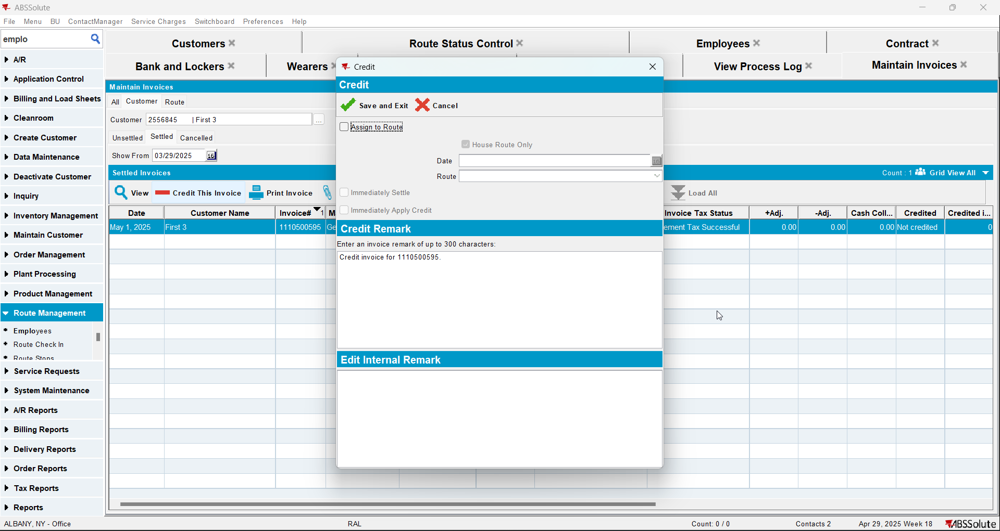 ABSSolute
File Menu BU ContactManager Service Charges Switchboard Preferences Help
emplo
A/R
Application Control
Billing and Load Sheets
Cleanroom
Create Customer
Data Maintenance
Deactivate Customer
Inquiry
Inventory Management
Maintain Customer
Order Management
Plant Processing
Product Management
Route Management
Employees
Route Check In
Route Stops
Service Requests
System Maintenance
A/R Reports
Billing Reports
Delivery Reports
Order Reports
Tax Reports
Reports
Customers Route Status Control Employees Contract
Bank and Lockers Wearers View Process Log Maintain Invoices
Maintain Invoices
All Customer Route
Customer 2556845 | First 3 ...
Unsettled Settled Cancelled
Show From 03/29/2025 16
Settled Invoices Count : 1 Grid View All
View Credit This Invoice Print Invoice Load All
Date Customer Name Invoice# 1 M Invoice Tax Status +Adj. -Adj. Cash Coll... Credited Credited i...
May 1, 2025 First 3 1110500595 Ge ement Tax Successful 0.00 0.00 0.00 Not credited 0
Credit
Credit
Save and Exit Cancel
Assign to Route
House Route Only
Date 16
Route
Immediately Settle
Immediately Apply Credit
Credit Remark
Enter an invoice remark of up to 300 characters:
Credit invoice for 1110500595.
Edit Internal Remark
ALBANY, NY - Office RAL Count: 0 / 0 Contacts 2 Apr 29, 2025 Week 18 ABSSolute